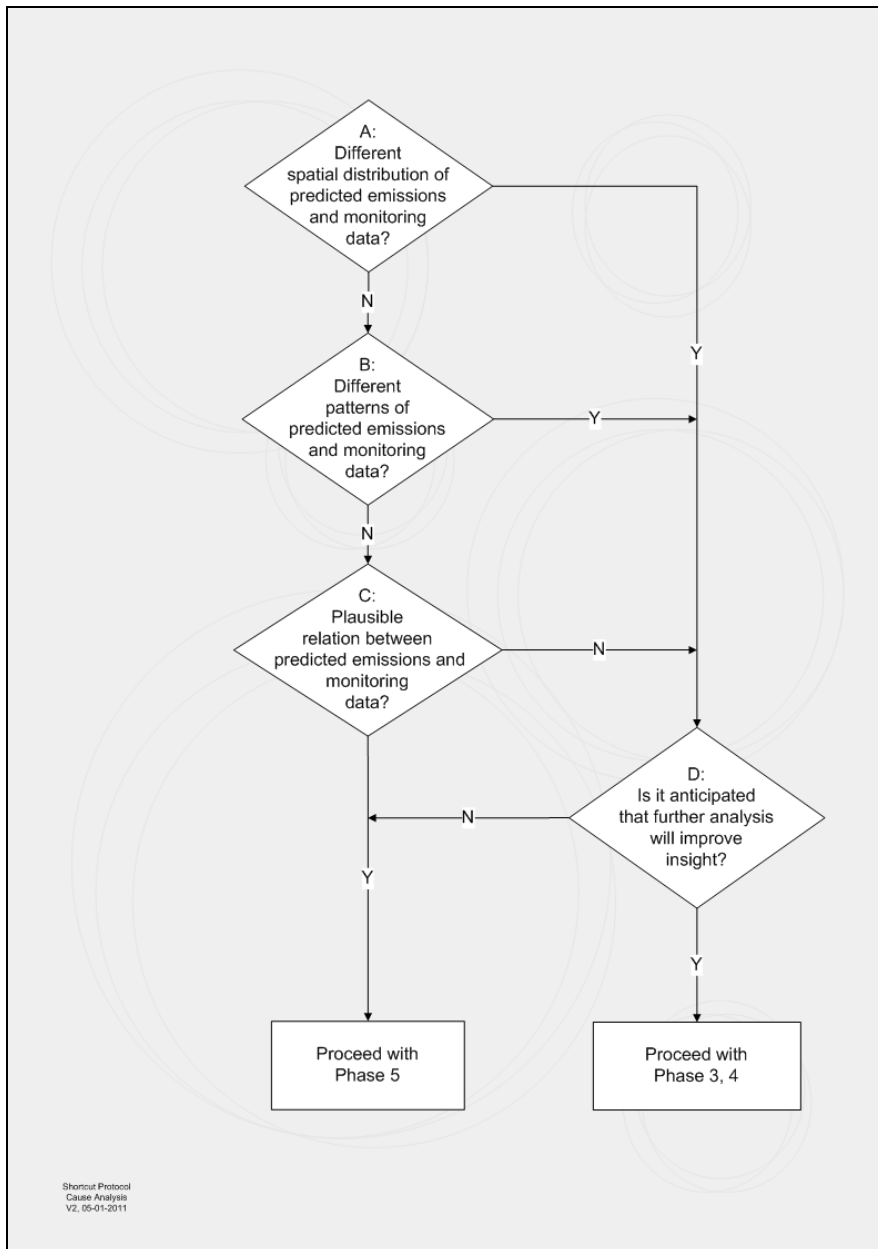 A:
Different
spatial distribution of
predicted emissions
and monitoring
data?
N
Y
B:
Different
patterns of
predicted emissions
and monitoring
data?
Y
N
C:
Plausible
relation between
predicted emissions and
monitoring
data?
N
D:
Is it anticipated
that further analysis
will improve
insight?
N
Y
Y
Proceed with
Phase 5
Proceed with
Phase 3, 4
Shortcut Protocol
Cause Analysis
V2, 05-01-2011